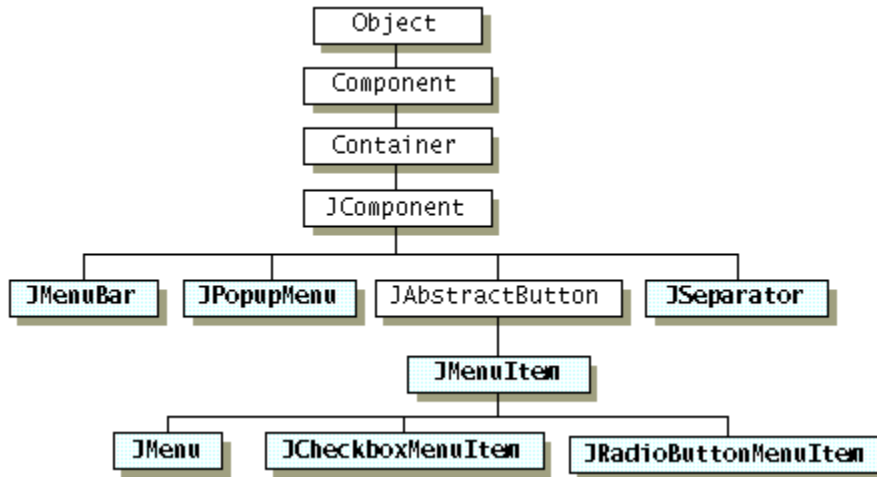 Object
Component
Container
JComponent
JMenuBar JPopupMenu JAbstractButton JSeparator
JMenuItem
JMenu JCheckboxMenuItem JRadioButtonMenuItem